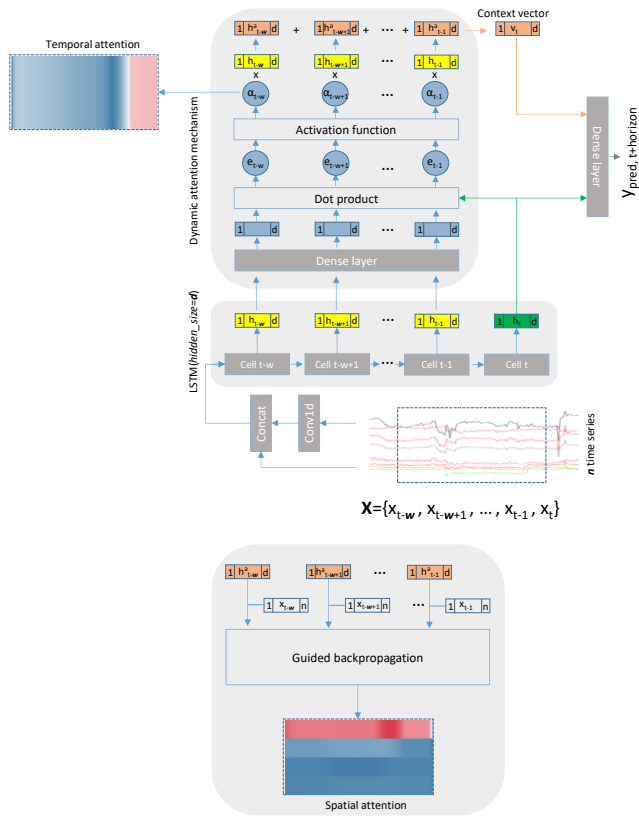 Context vector
1 hᵃt-w d + 1 hᵃt-w+1 d + ... + 1 hᵃt-1 d 1 vt d
Temporal attention
1 ht-w d 1 ht-w+1 d ... 1 ht-1 d
x x x
αt-w αt-w+1 ... αt-1
Activation function
et-w et-w+1 ... et-1
Dot product
1 d 1 d ... 1 d
Dense layer
Dynamic attention mechanism
Dense layer
ypred, t+horizon
1 ht-w d 1 ht-w+1 d ... 1 ht-1 d 1 ht d
Cell t-w Cell t-w+1 ... Cell t-1 Cell t
LSTM(hidden_size=d)
Concat
Conv1d
n time series
X={xt-w, xt-w+1, ..., xt-1, xt}
1 hᵃt-w d 1 hᵃt-w+1 d ... 1 hᵃt-1 d
1 xt-w n 1 xt-w+1 n ... 1 xt-1 n
Guided backpropagation
Spatial attention